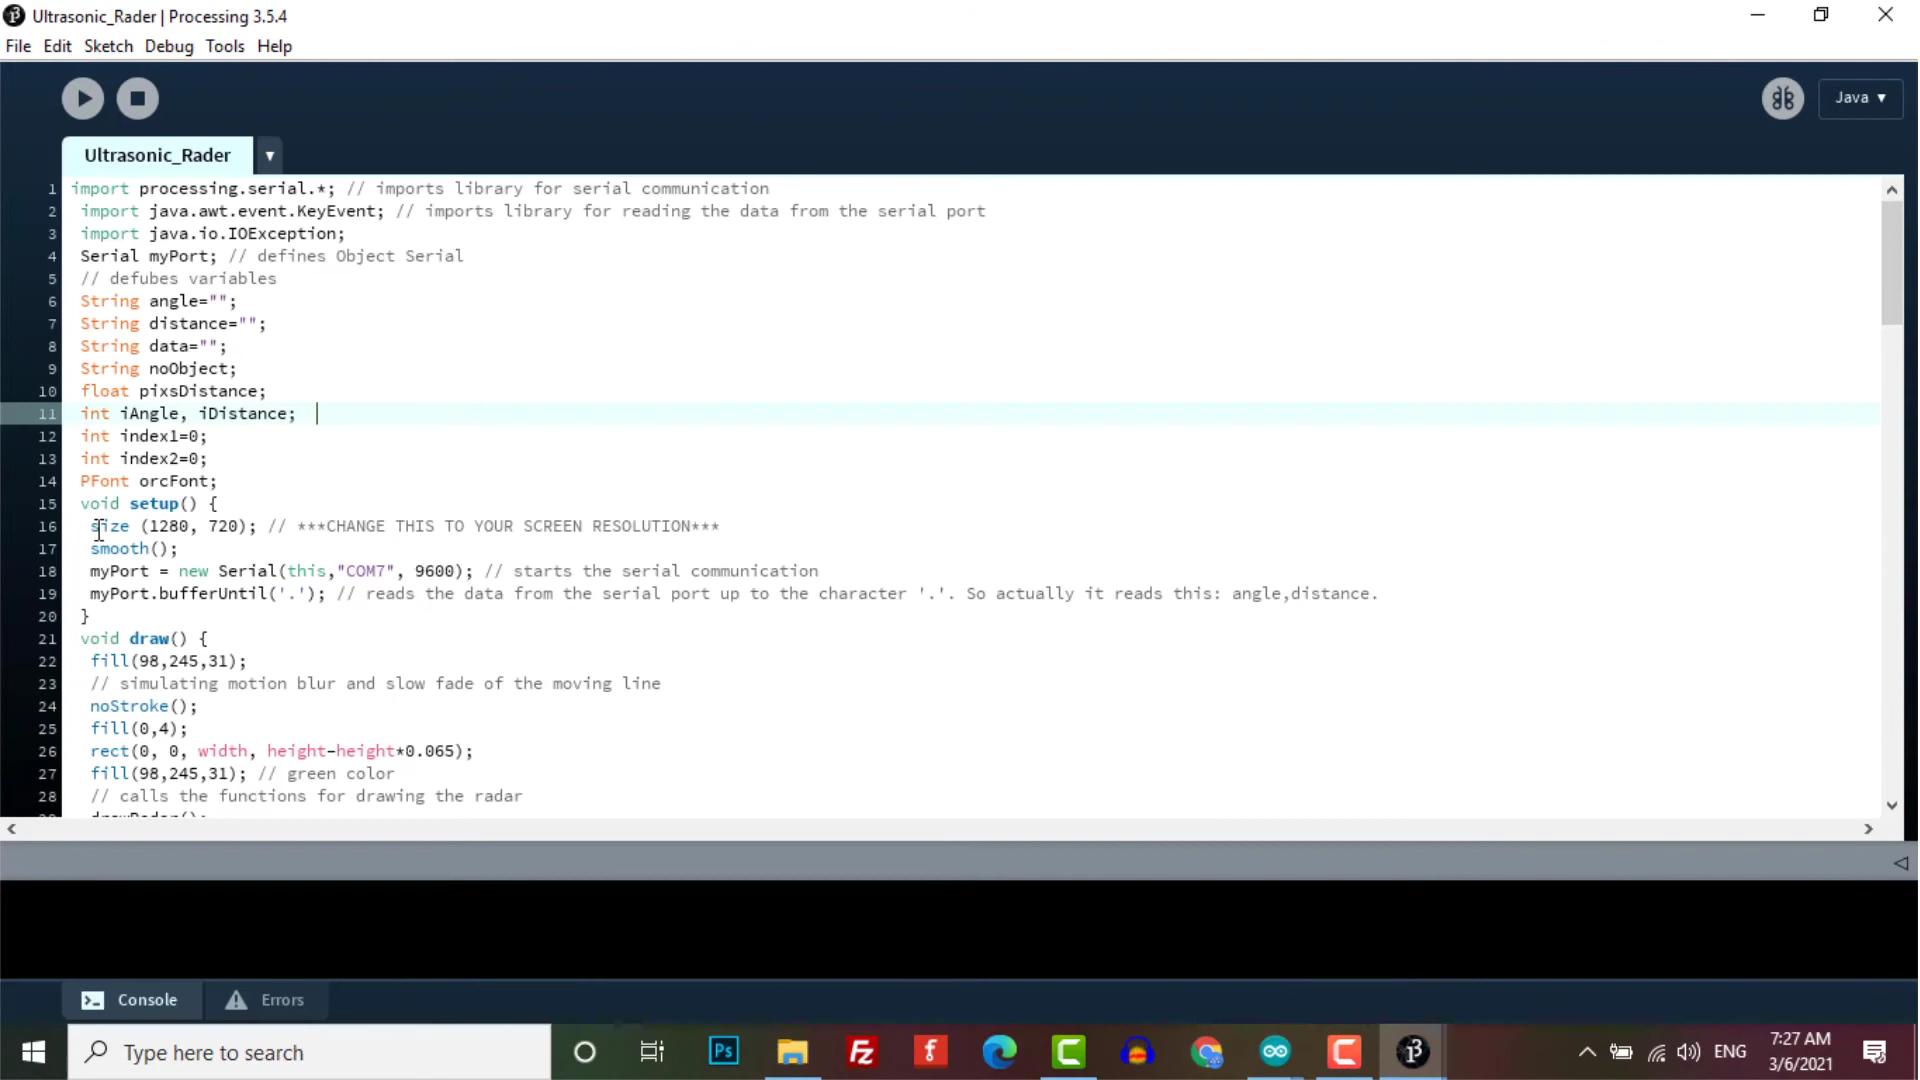 Ultrasonic_Rader | Processing 3.5.4
File Edit Sketch Debug Tools Help
Java ▾
Ultrasonic_Rader ▾
1 import processing.serial.*; // imports library for serial communication
2 import java.awt.event.KeyEvent; // imports library for reading the data from the serial port
3 import java.io.IOException;
4 Serial myPort; // defines Object Serial
5 // defubes variables
6 String angle="";
7 String distance="";
8 String data="";
9 String noObject;
10 float pixsDistance;
11 int iAngle, iDistance;
12 int index1=0;
13 int index2=0;
14 PFont orcFont;
15 void setup() {
16 size (1280, 720); // ***CHANGE THIS TO YOUR SCREEN RESOLUTION***
17 smooth();
18 myPort = new Serial(this,"COM7", 9600); // starts the serial communication
19 myPort.bufferUntil('.'); // reads the data from the serial port up to the character '.'. So actually it reads this: angle,distance.
20 }
21 void draw() {
22 fill(98,245,31);
23 // simulating motion blur and slow fade of the moving line
24 noStroke();
25 fill(0,4);
26 rect(0, 0, width, height-height*0.065);
27 fill(98,245,31); // green color
28 // calls the functions for drawing the radar
Console Errors
Type here to search
Ps
ENG
7:27 AM
3/6/2021